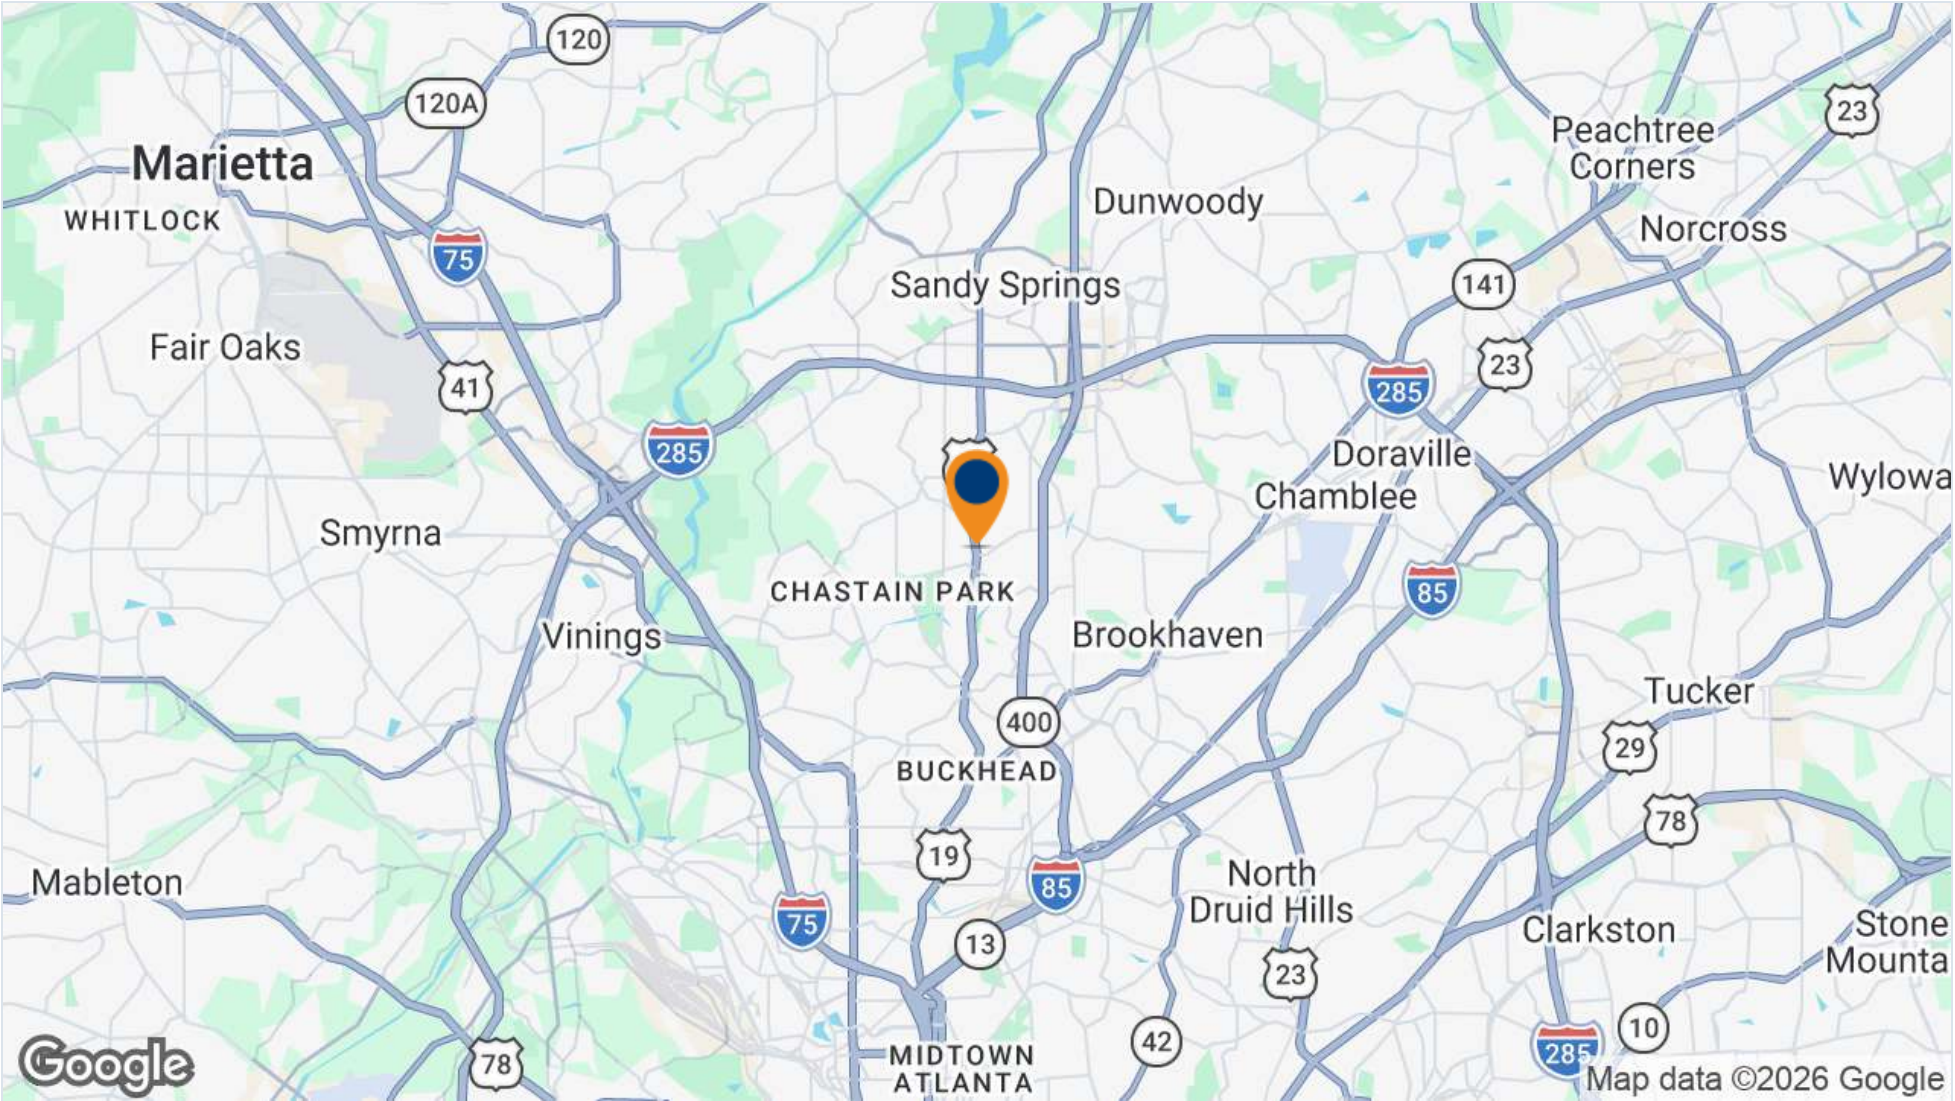 120
120A
23
Peachtree
Corners
Marietta
Dunwoody
WHITLOCK
Norcross
75
Sandy Springs
141
Fair Oaks
23
41
285
285
Doraville
Wylowa
Chamblee
Smyrna
CHASTAIN PARK
85
Vinings
Brookhaven
Tucker
400
29
BUCKHEAD
78
19
Mableton
North
Druid Hills
85
75
13
Clarkston
Stone
Mounta
23
10
42
285
MIDTOWN
ATLANTA
78
Google
Map data ©2026 Google